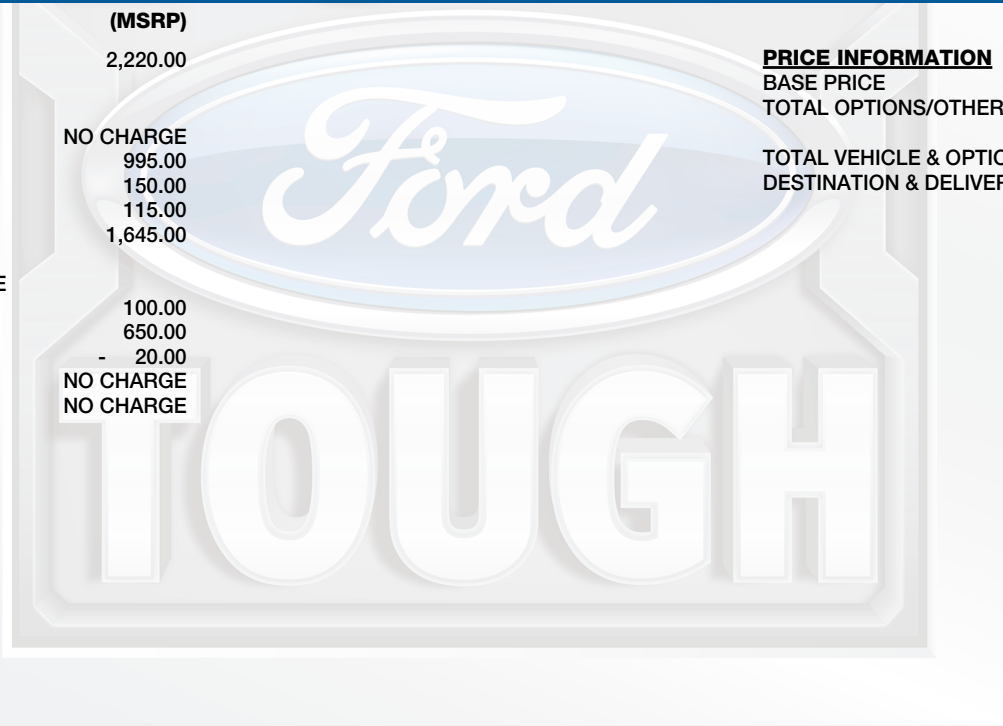 (MSRP)
2,220.00
NO CHARGE
995.00
150.00
115.00
1,645.00
E
100.00
650.00
- 20.00
NO CHARGE
NO CHARGE
PRICE INFORMATION
BASE PRICE
TOTAL OPTIONS/OTHER
TOTAL VEHICLE & OPTIO
DESTINATION & DELIVER
Ford
TOUGH